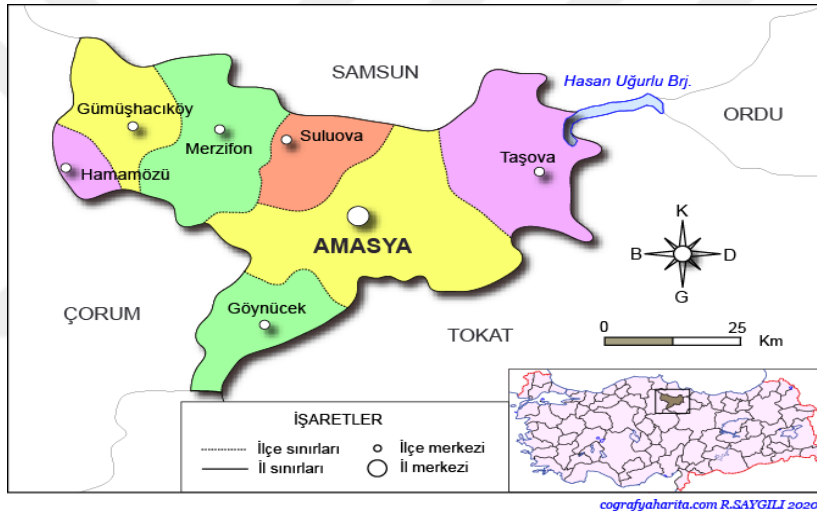 SAMSUN
Hasan Uğurlu Brj.
ORDU
Gümüşhacıköy
Merzifon
Suluova
Taşova
Hamamözü
AMASYA
K
B
D
G
ÇORUM
Göynücek
TOKAT
0 25
Km
İŞARETLER
İlçe sınırları
İlçe merkezi
İl sınırları
İl merkezi
cografyaharita.com R.SAYGILI 2020